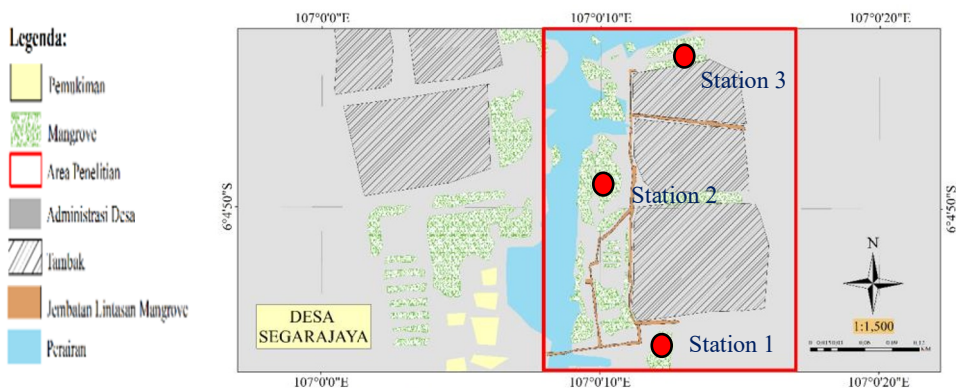 107°0'0"E 107°0'10"E 107°0'20"E
Legenda:
Pemukiman
Mangrove
Area Penelitian
Administrasi Desa
Tambak
Jembatan Lintasan Mangrove
Perairan
Station 3
Station 2
6°4'50"S 6°4'50"S
N
DESA
SEGARAJAYA
1:1,500
Station 1
KM
107°0'0"E 107°0'10"E 107°0'20"E